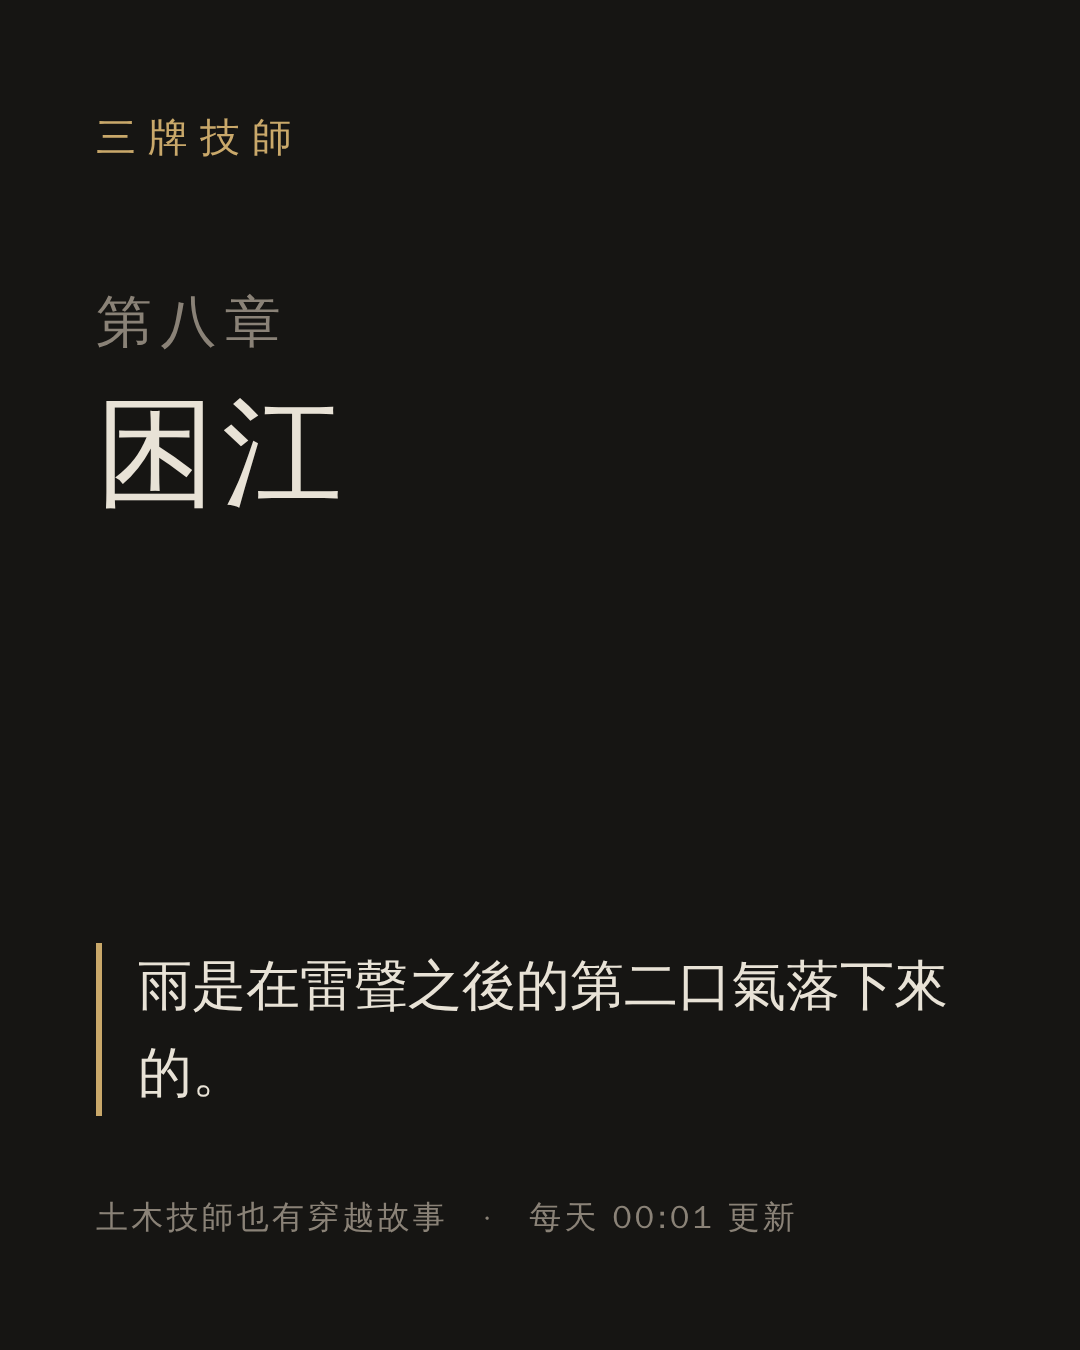 三牌技師
第八章
困江
雨是在雷聲之後的第二口氣落下來
的。
土木技師也有穿越故事 · 每天 00:01 更新